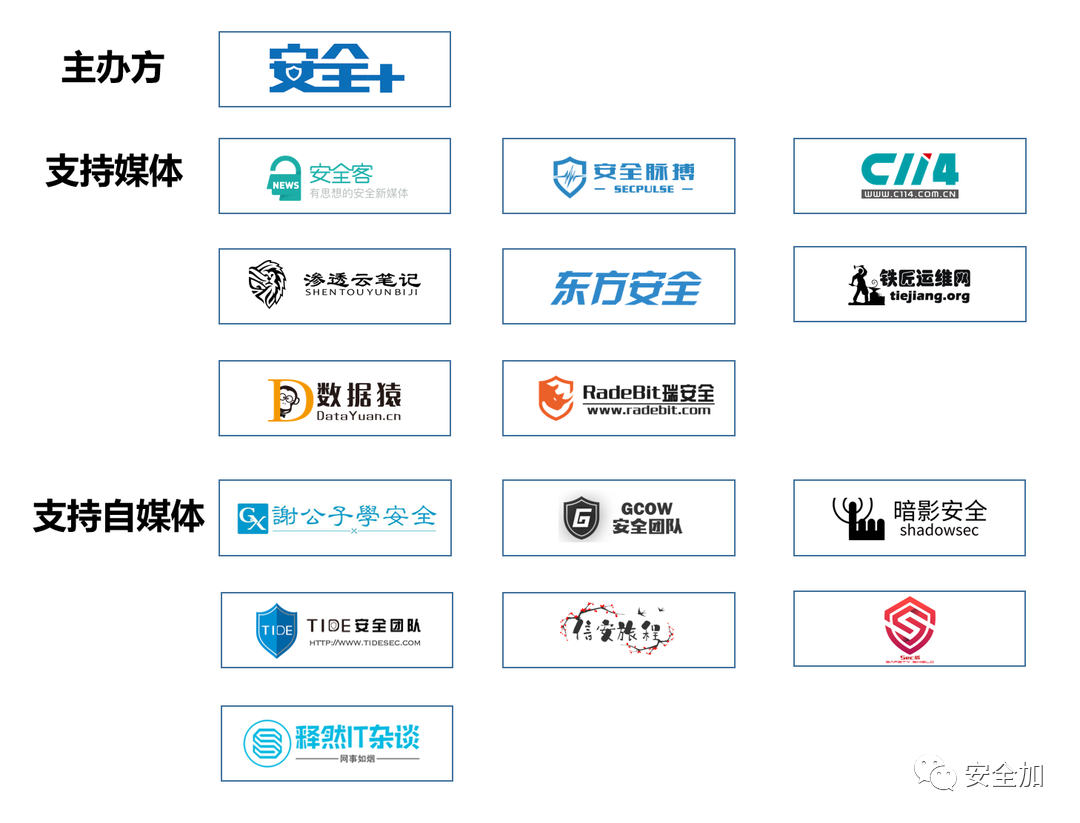 主办方
安全+
支持媒体
NEWS
安全客
有思想的安全新媒体
安全脉搏
SECPULSE
C114
WWW.C114.COM.CN
渗透云笔记
SHENTOUYUNBIJI
东方安全
铁匠运维网
tiejiang.org
数据猿
DataYuan.cn
RadeBit瑞安全
www.radebit.com
支持自媒体
GX
謝公子學安全
G
GCOW
安全团队
暗影安全
shadowsec
TIDE
TIDE安全团队
HTTP://WWW.TIDESEC.COM
信安旅程
Sec盾
SAFETY SHIELD
释然IT杂谈
网事如烟
安全加